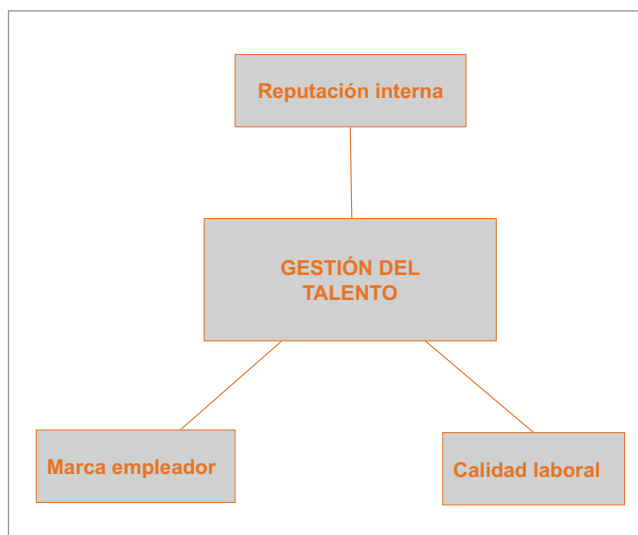 Reputación interna
GESTIÓN DEL
TALENTO
Marca empleador
Calidad laboral